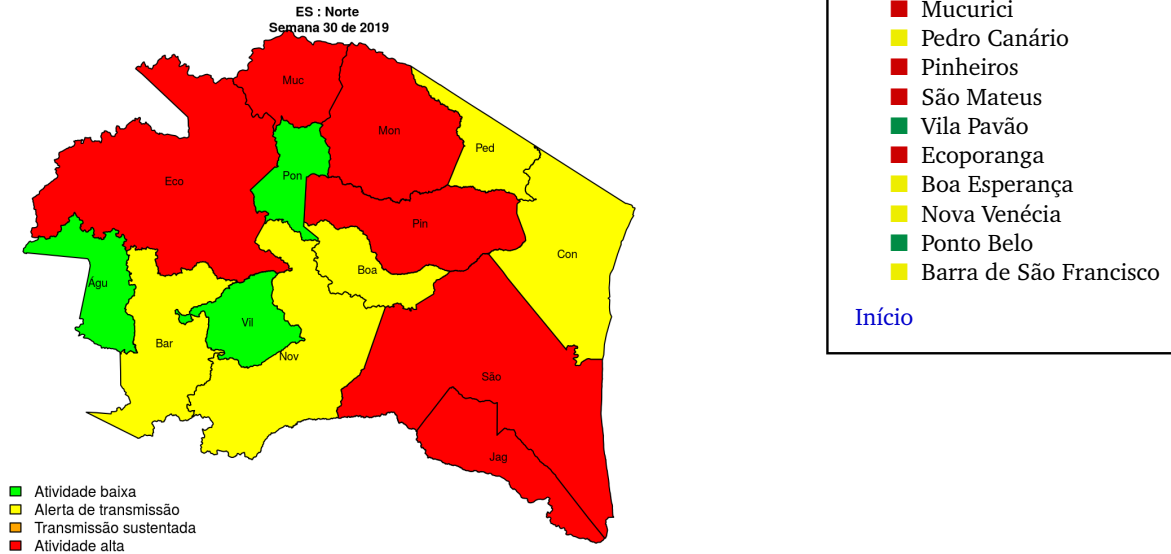 ES : Norte
Semana 30 de 2019
Muc
Mon
Ped
Pon
Eco
Pin
Con
Boa
Águ
Vil
Bar
Nov
São
Jag
Atividade baixa
Alerta de transmissão
Transmissão sustentada
Atividade alta
Mucurici
Pedro Canário
Pinheiros
São Mateus
Vila Pavão
Ecoporanga
Boa Esperança
Nova Venécia
Ponto Belo
Barra de São Francisco
Início